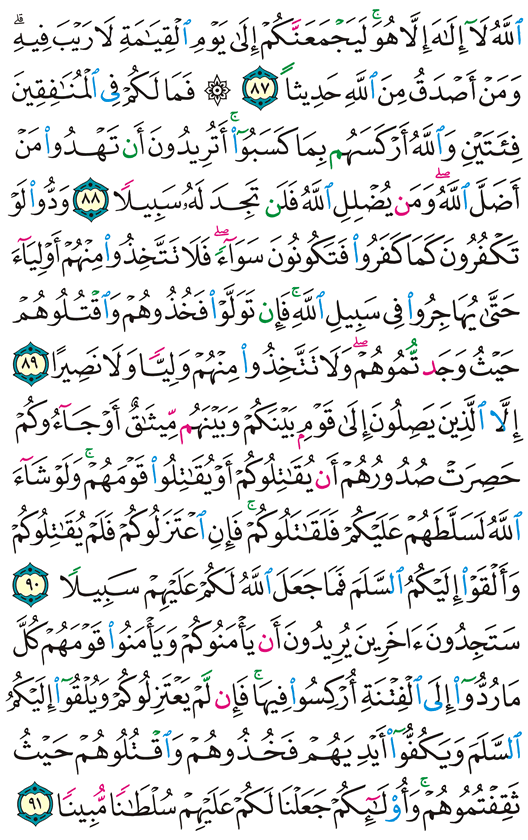 ٱللَّهُ لَآ إِلَٰهَ إِلَّا هُوَۚ لَيَجۡمَعَنَّكُمۡ إِلَىٰ يَوۡمِ ٱلۡقِيَٰمَةِ لَا رَيۡبَ فِيهِۗ
وَمَنۡ أَصۡدَقُ مِنَ ٱللَّهِ حَدِيثٗا ٨٧ ۞ فَمَا لَكُمۡ فِي ٱلۡمُنَٰفِقِينَ
فِئَتَيۡنِ وَٱللَّهُ أَرۡكَسَهُم بِمَا كَسَبُوٓاْۚ أَتُرِيدُونَ أَن تَهۡدُواْ مَنۡ
أَضَلَّ ٱللَّهُۖ وَمَن يُضۡلِلِ ٱللَّهُ فَلَن تَجِدَ لَهُۥ سَبِيلٗا ٨٨ وَدُّواْ لَوۡ
تَكۡفُرُونَ كَمَا كَفَرُواْ فَتَكُونُونَ سَوَآءٗۖ فَلَا تَتَّخِذُواْ مِنۡهُمۡ أَوۡلِيَآءَ
حَتَّىٰ يُهَاجِرُواْ فِي سَبِيلِ ٱللَّهِۚ فَإِن تَوَلَّوۡاْ فَخُذُوهُمۡ وَٱقۡتُلُوهُمۡ
حَيۡثُ وَجَدتُّمُوهُمۡۖ وَلَا تَتَّخِذُواْ مِنۡهُمۡ وَلِيّٗا وَلَا نَصِيرًا ٨٩
إِلَّا ٱلَّذِينَ يَصِلُونَ إِلَىٰ قَوۡمِۭ بَيۡنَكُمۡ وَبَيۡنَهُم مِّيثَٰقٌ أَوۡ جَآءُوكُمۡ
حَصِرَتۡ صُدُورُهُمۡ أَن يُقَٰتِلُوكُمۡ أَوۡ يُقَٰتِلُواْ قَوۡمَهُمۡۚ وَلَوۡ شَآءَ
ٱللَّهُ لَسَلَّطَهُمۡ عَلَيۡكُمۡ فَلَقَٰتَلُوكُمۡۚ فَإِنِ ٱعۡتَزَلُوكُمۡ فَلَمۡ يُقَٰتِلُوكُمۡ
وَأَلۡقَوۡاْ إِلَيۡكُمُ ٱلسَّلَمَ فَمَا جَعَلَ ٱللَّهُ لَكُمۡ عَلَيۡهِمۡ سَبِيلٗا ٩٠
سَتَجِدُونَ ءَاخَرِينَ يُرِيدُونَ أَن يَأۡمَنُوكُمۡ وَيَأۡمَنُواْ قَوۡمَهُمۡ كُلَّ
مَا رُدُّوٓاْ إِلَى ٱلۡفِتۡنَةِ أُرۡكِسُواْ فِيهَاۚ فَإِن لَّمۡ يَعۡتَزِلُوكُمۡ وَيُلۡقُوٓاْ إِلَيۡكُمُ
ٱلسَّلَمَ وَيَكُفُّوٓاْ أَيۡدِيَهُمۡ فَخُذُوهُمۡ وَٱقۡتُلُوهُمۡ حَيۡثُ
ثَقِفۡتُمُوهُمۡۚ وَأُوْلَٰٓئِكُمۡ جَعَلۡنَا لَكُمۡ عَلَيۡهِمۡ سُلۡطَٰنٗا مُّبِينٗا ٩١